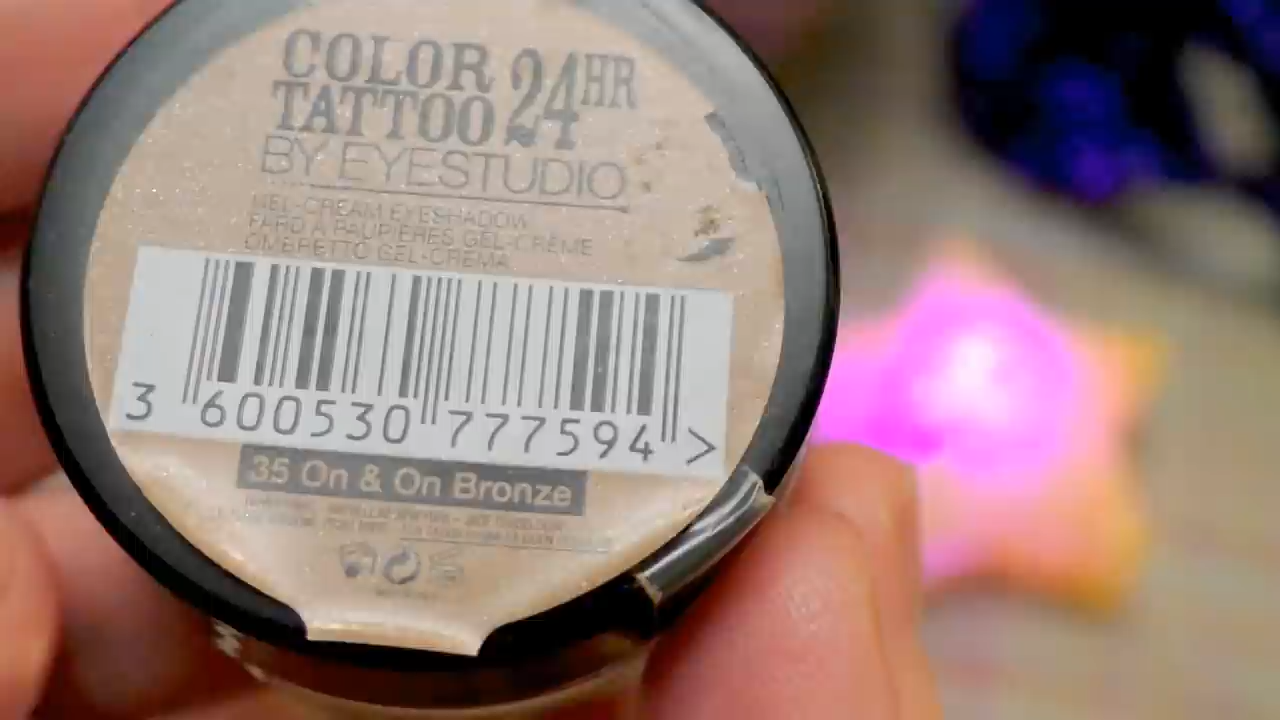 COLOR
TATTOO 24HR
BY EYESTUDIO
GEL-CREAM EYESHADOW
FARD À PAUPIÈRES GEL-CRÈME
OMBRETTO GEL-CREMA
3 600530 777594 >
35 On & On Bronze